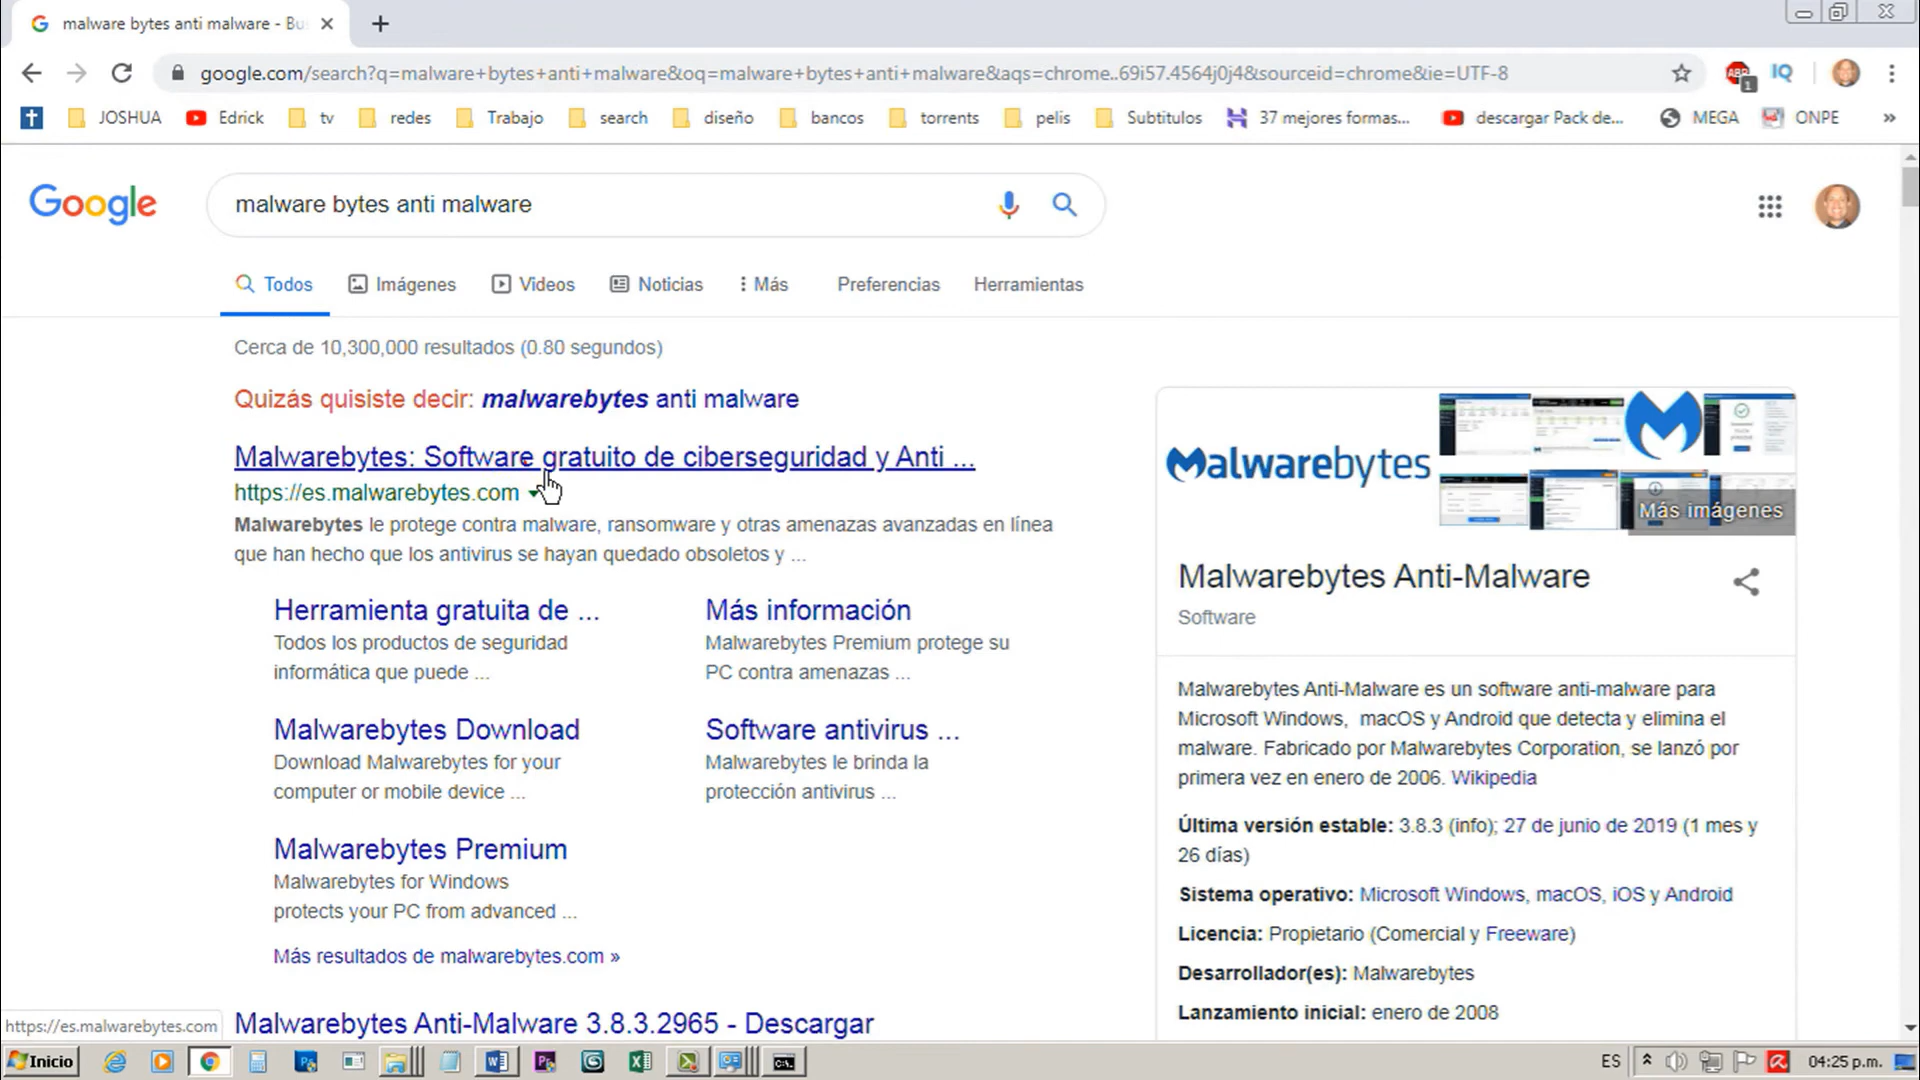 malware bytes anti malware - Bu
google.com/search?q=malware+bytes+anti+malware&oq=malware+bytes+anti+malware&aqs=chrome..69i57.4564j0j4&sourceid=chrome&ie=UTF-8
ABP
1
IQ
JOSHUA
Edrick
tv
redes
Trabajo
search
diseño
bancos
torrents
pelis
Subtitulos
37 mejores formas...
descargar Pack de...
MEGA
ONPE
»
Google
malware bytes anti malware
Todos
Imágenes
Videos
Noticias
Más
Preferencias
Herramientas
Cerca de 10,300,000 resultados (0.80 segundos)
Quizás quisiste decir: malwarebytes anti malware
Malwarebytes: Software gratuito de ciberseguridad y Anti ...
https://es.malwarebytes.com
Malwarebytes le protege contra malware, ransomware y otras amenazas avanzadas en línea
que han hecho que los antivirus se hayan quedado obsoletos y ...
Herramienta gratuita de ...
Todos los productos de seguridad
informática que puede ...
Más información
Malwarebytes Premium protege su
PC contra amenazas ...
Malwarebytes Download
Download Malwarebytes for your
computer or mobile device ...
Software antivirus ...
Malwarebytes le brinda la
protección antivirus ...
Malwarebytes Premium
Malwarebytes for Windows
protects your PC from advanced ...
Más resultados de malwarebytes.com »
Malwarebytes Anti-Malware 3.8.3.2965 - Descargar
Malwarebytes
Más imágenes
Malwarebytes Anti-Malware
Software
Malwarebytes Anti-Malware es un software anti-malware para
Microsoft Windows, macOS y Android que detecta y elimina el
malware. Fabricado por Malwarebytes Corporation, se lanzó por
primera vez en enero de 2006. Wikipedia
Última versión estable: 3.8.3 (info); 27 de junio de 2019 (1 mes y
26 días)
Sistema operativo: Microsoft Windows, macOS, iOS y Android
Licencia: Propietario (Comercial y Freeware)
Desarrollador(es): Malwarebytes
Lanzamiento inicial: enero de 2008
https://es.malwarebytes.com
Inicio
ES
04:25 p.m.